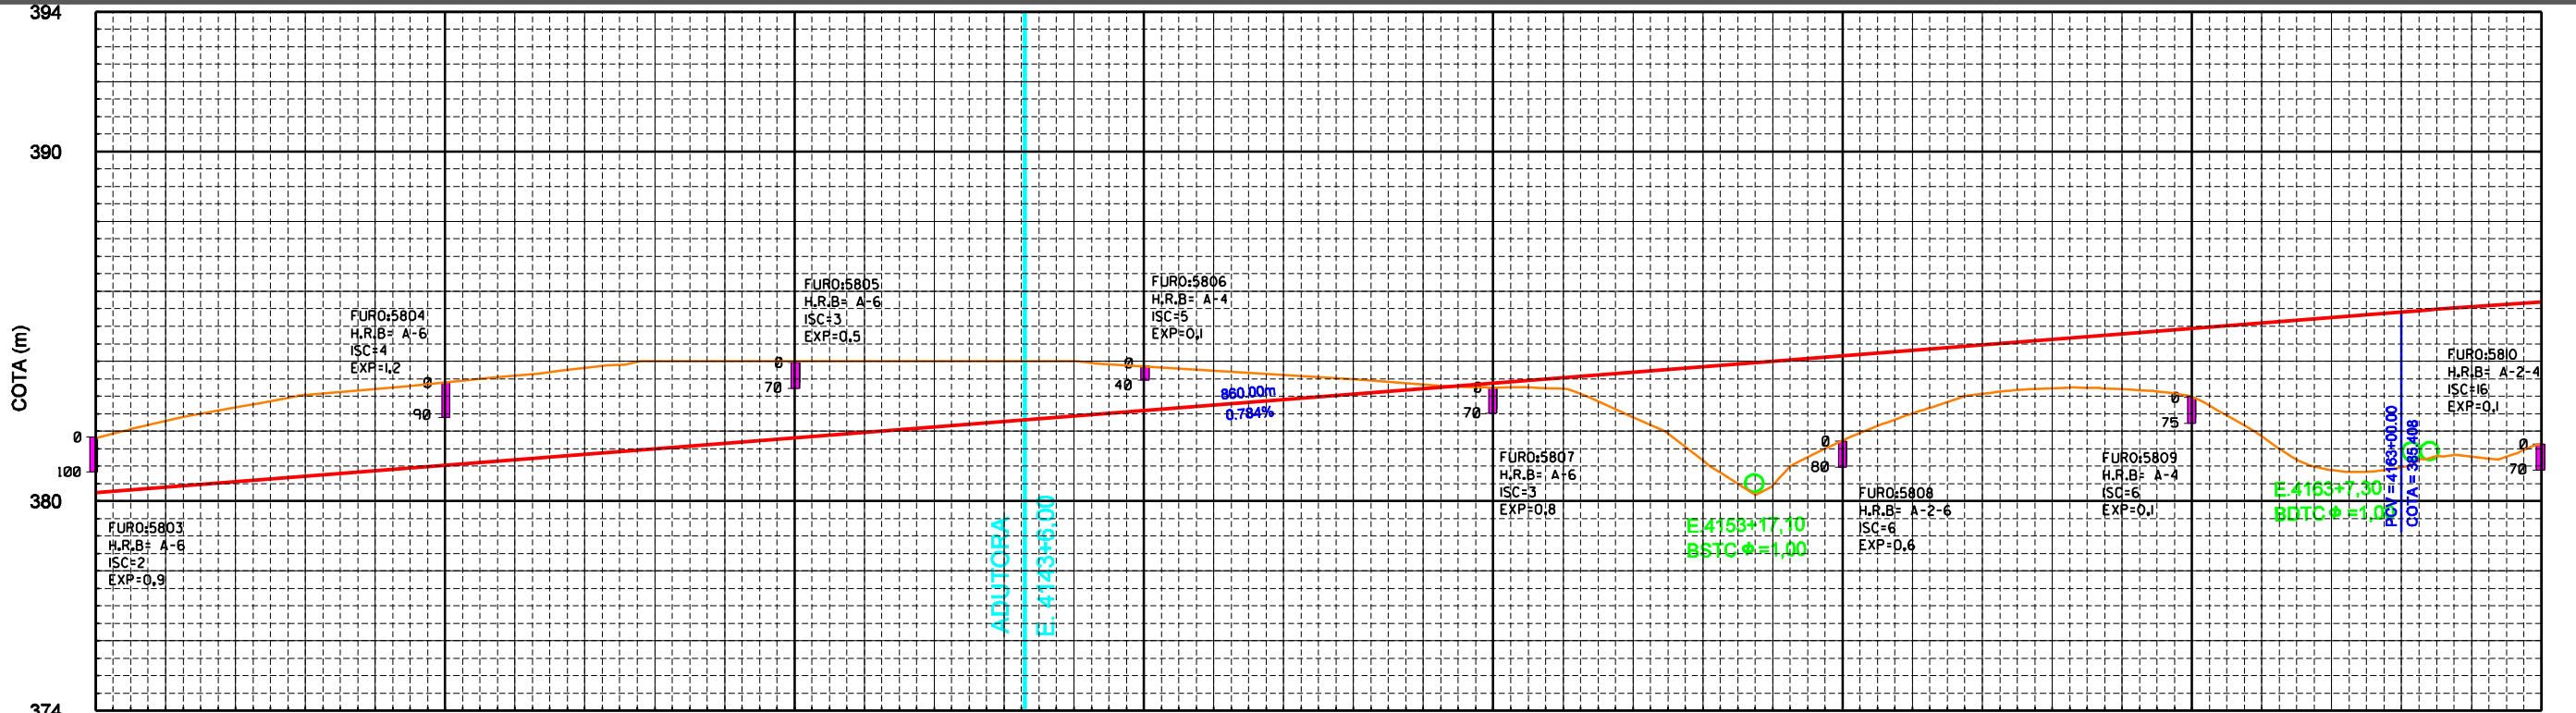 394
390
COTA (m)
380
374
0
100
FURO:5803
H.R.B= A-6
ISC=2
EXP=0,9
FURO:5804
H.R.B= A-6
ISC=4
EXP=1,2
0
90
FURO:5805
H.R.B= A-6
ISC=3
EXP=0.5
0
70
ADUTORA
E. 4143+5,00
FURO:5806
H.R.B= A-4
ISC=5
EXP=0,1
0
40
860.00m
0.784%
0
70
FURO:5807
H.R.B= A-6
ISC=3
EXP=0,8
E.4153+17,10
BSTC Φ =1,00
0
80
FURO:5808
H.R.B= A-2-6
ISC=6
EXP=0,6
0
75
FURO:5809
H.R.B= A-4
ISC=6
EXP=0,1
E.4163+7,30
BDTC Φ =1,00
PCV = 4163+00.00
COTA = 385.408
FURO:5810
H.R.B= A-2-4
ISC=16
EXP=0,1
0
70